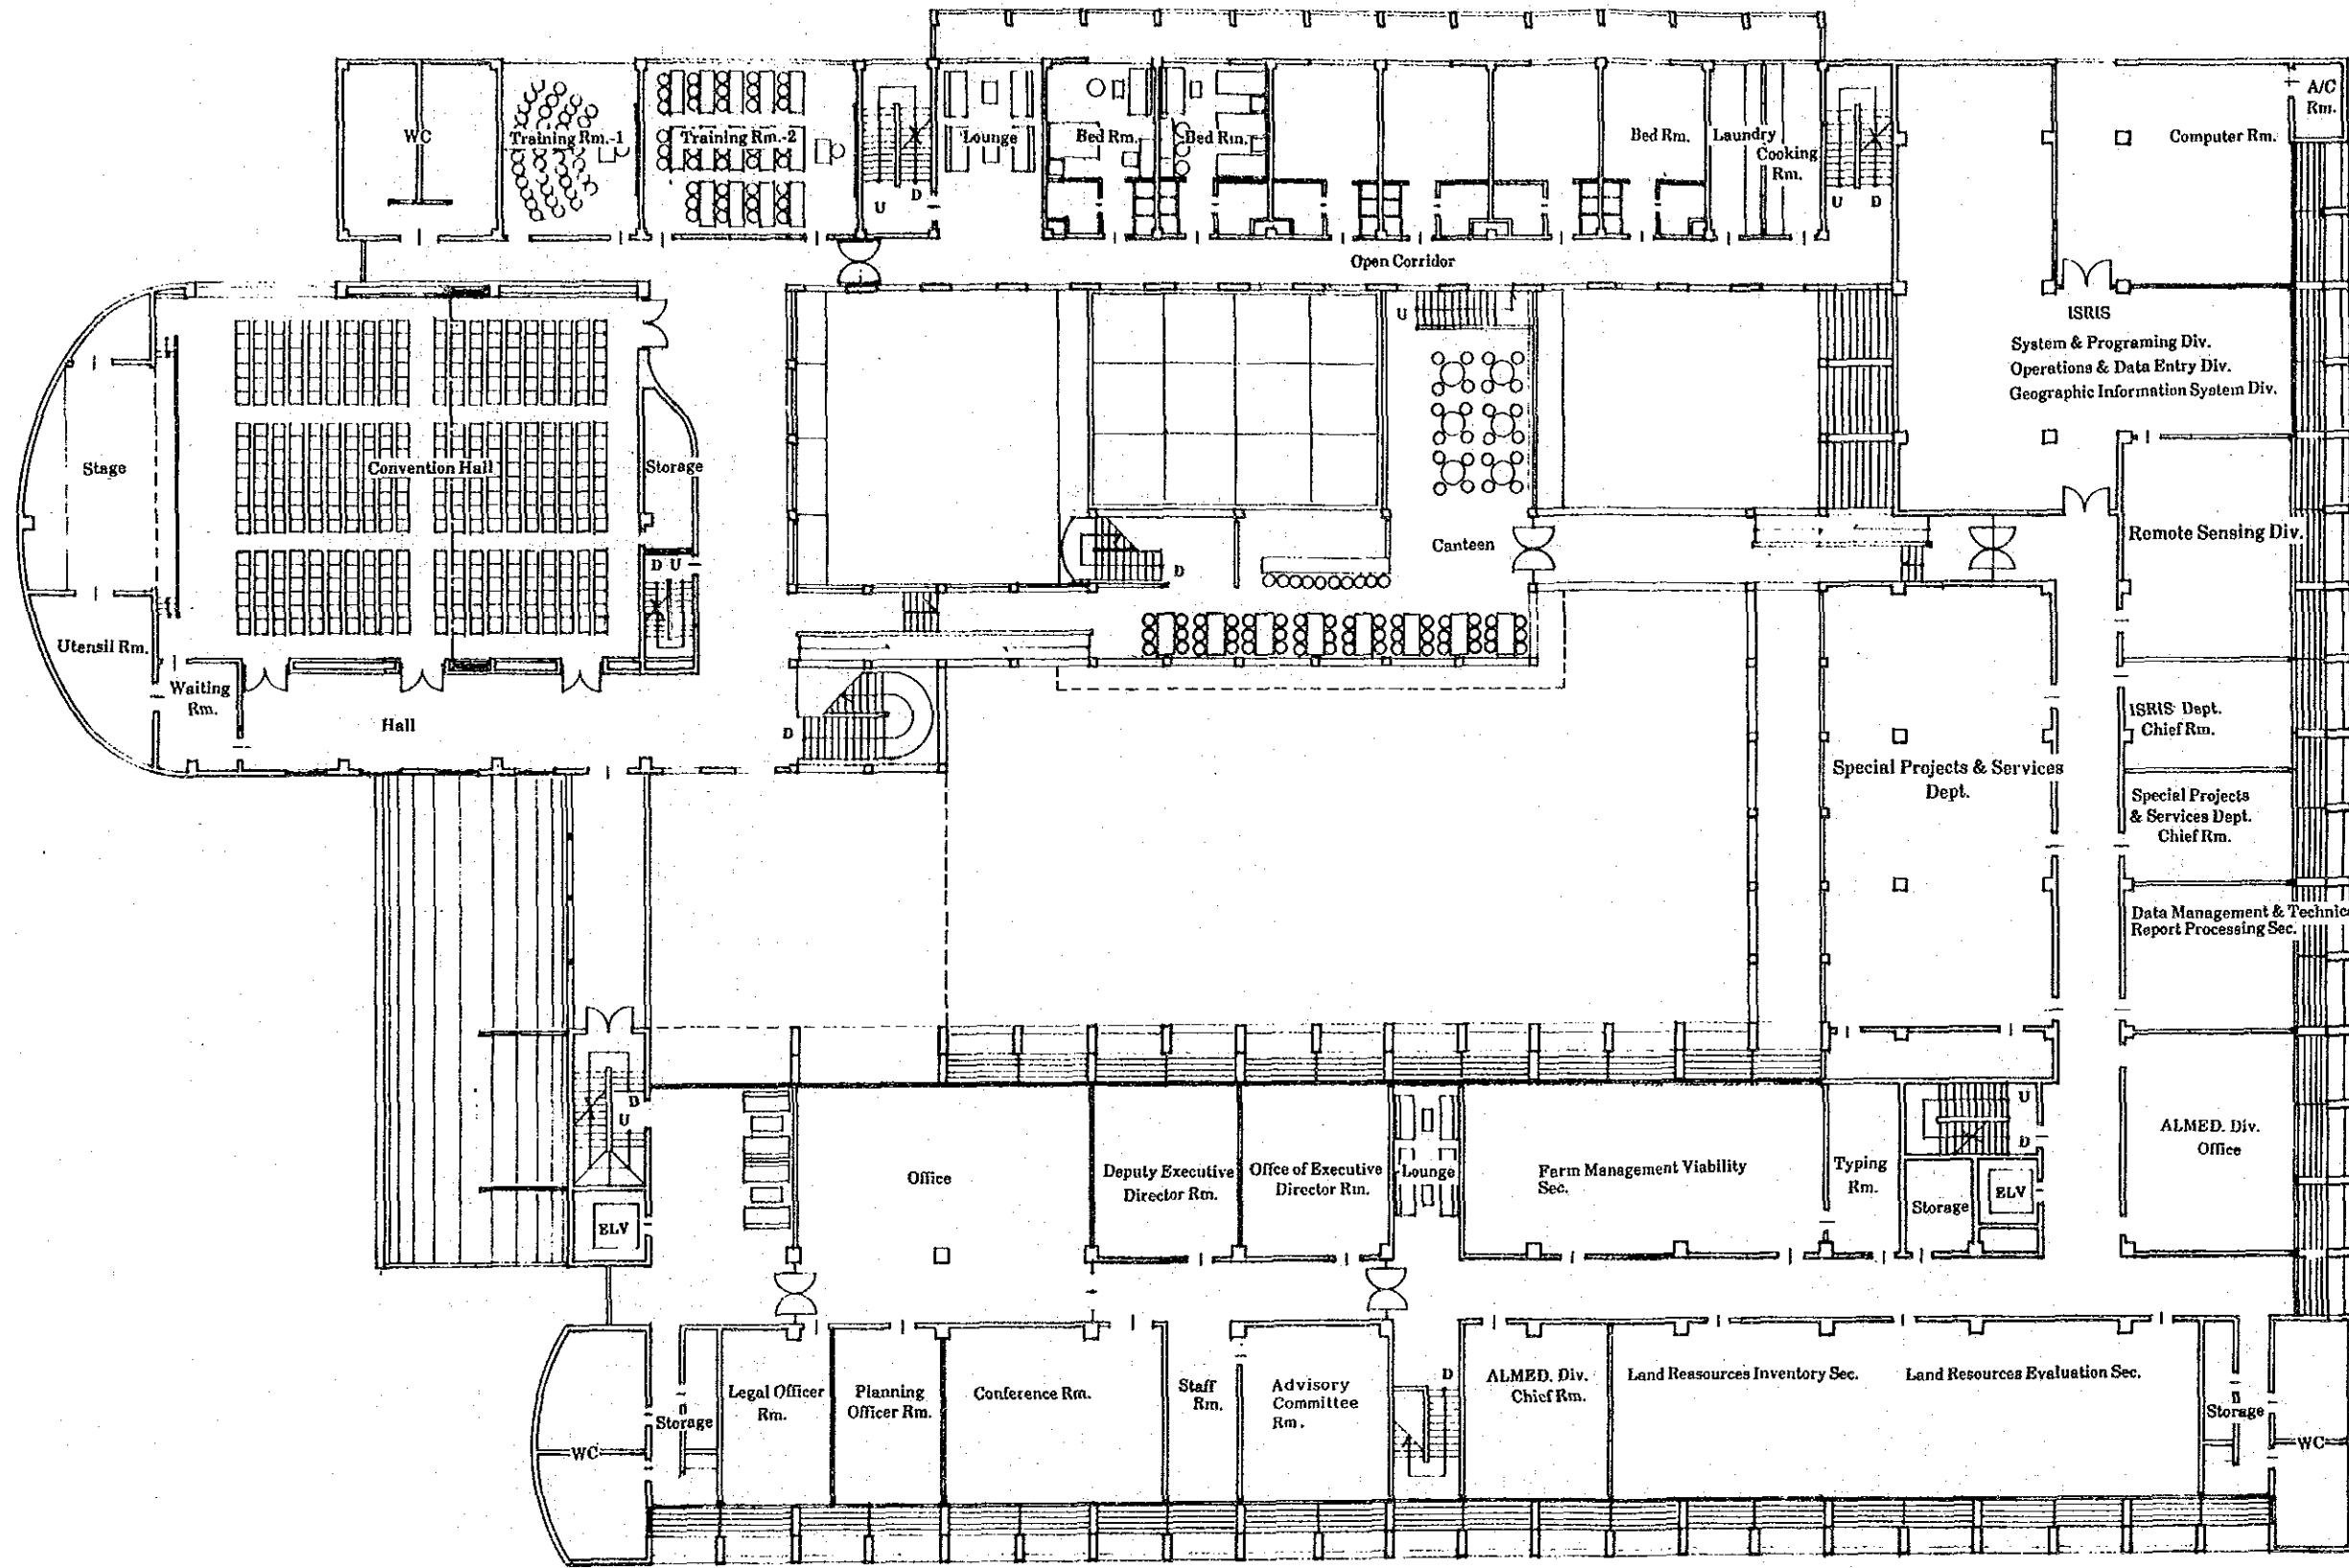 A/C
Rm.
WC
Training Rm.-1
Training Rm.-2
Lounge
Bed Rm.
Bed Rm.
Bed Rm.
Laundry
Cooking
Rm.
Computer Rm.
U
D
U D
Open Corridor
ISRIS
System & Programing Div.
Operations & Data Entry Div.
Geographic Information System Div.
U
Stage
Convention Hall
Storage
Remote Sensing Div.
Canteen
D U
D
Utensil Rm.
Waiting
Rm.
Hall
D
ISRIS Dept.
Chief Rm.
Special Projects & Services
Dept.
Special Projects
& Services Dept.
Chief Rm.
Data Management & Technic
Report Processing Sec.
D
U
U
D
ALMED. Div.
Office
Office
Deputy Executive
Director Rm.
Offce of Executive
Director Rm.
Lounge
Farm Management Viability
Sec.
Typing
Rm.
Storage
ELV
ELV
Legal Officer
Rm.
Planning
Officer Rm.
Conference Rm.
Staff
Rm.
Advisory
Committee
Rm.
D
ALMED. Div.
Chief Rm.
Land Reasources Inventory Sec.
Land Resources Evaluation Sec.
Storage
Storage
WC
WC